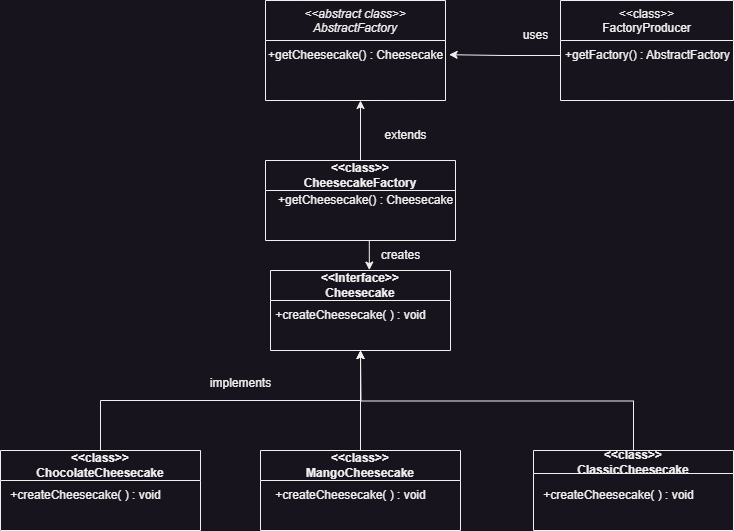 <<abstract class>>
AbstractFactory
+getCheesecake() : Cheesecake
uses
<<class>>
FactoryProducer
+getFactory() : AbstractFactory
extends
<<class>>
CheesecakeFactory
+getCheesecake() : Cheesecake
creates
<<Interface>>
Cheesecake
+createCheesecake( ) : void
implements
<<class>>
ChocolateCheesecake
+createCheesecake( ) : void
<<class>>
MangoCheesecake
+createCheesecake( ) : void
<<class>>
ClassicCheesecake
+createCheesecake( ) : void